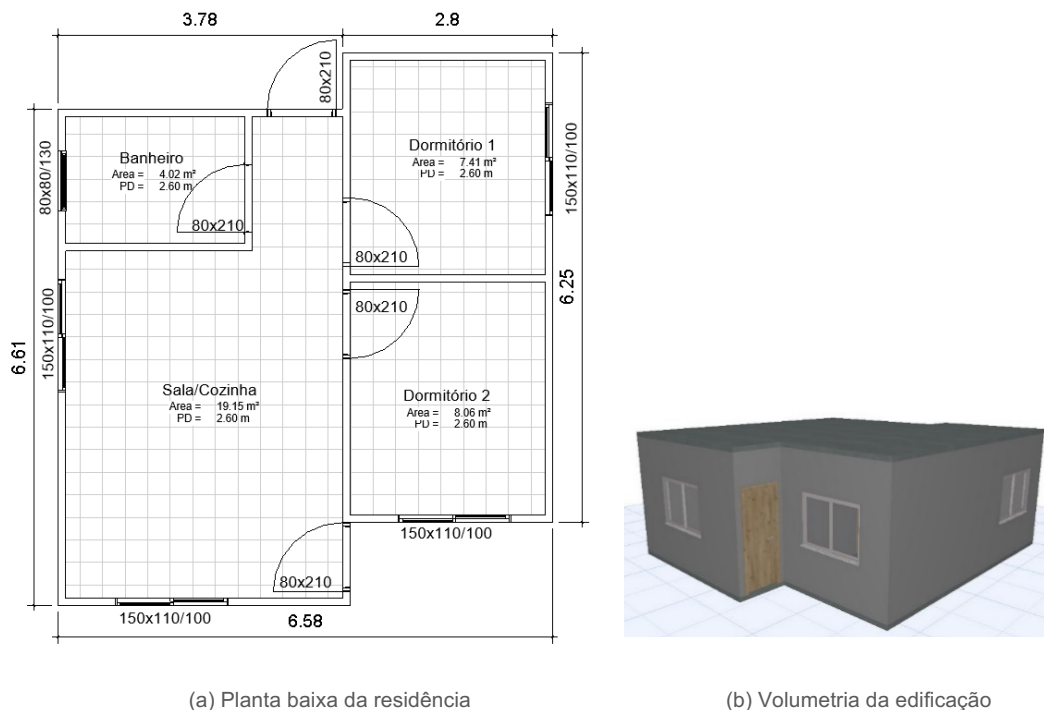 3.78
2.8
80x210
Banheiro
Area = 4.02 m²
PD = 2.60 m
80x80/130
80x210
Dormitório 1
Area = 7.41 m²
PD = 2.60 m
150x110/100
80x210
80x210
6.25
150x110/100
6.61
Sala/Cozinha
Area = 19.15 m²
PD = 2.60 m
Dormitório 2
Area = 8.06 m²
PD = 2.60 m
150x110/100
80x210
150x110/100
6.58
(a) Planta baixa da residência
(b) Volumetria da edificação